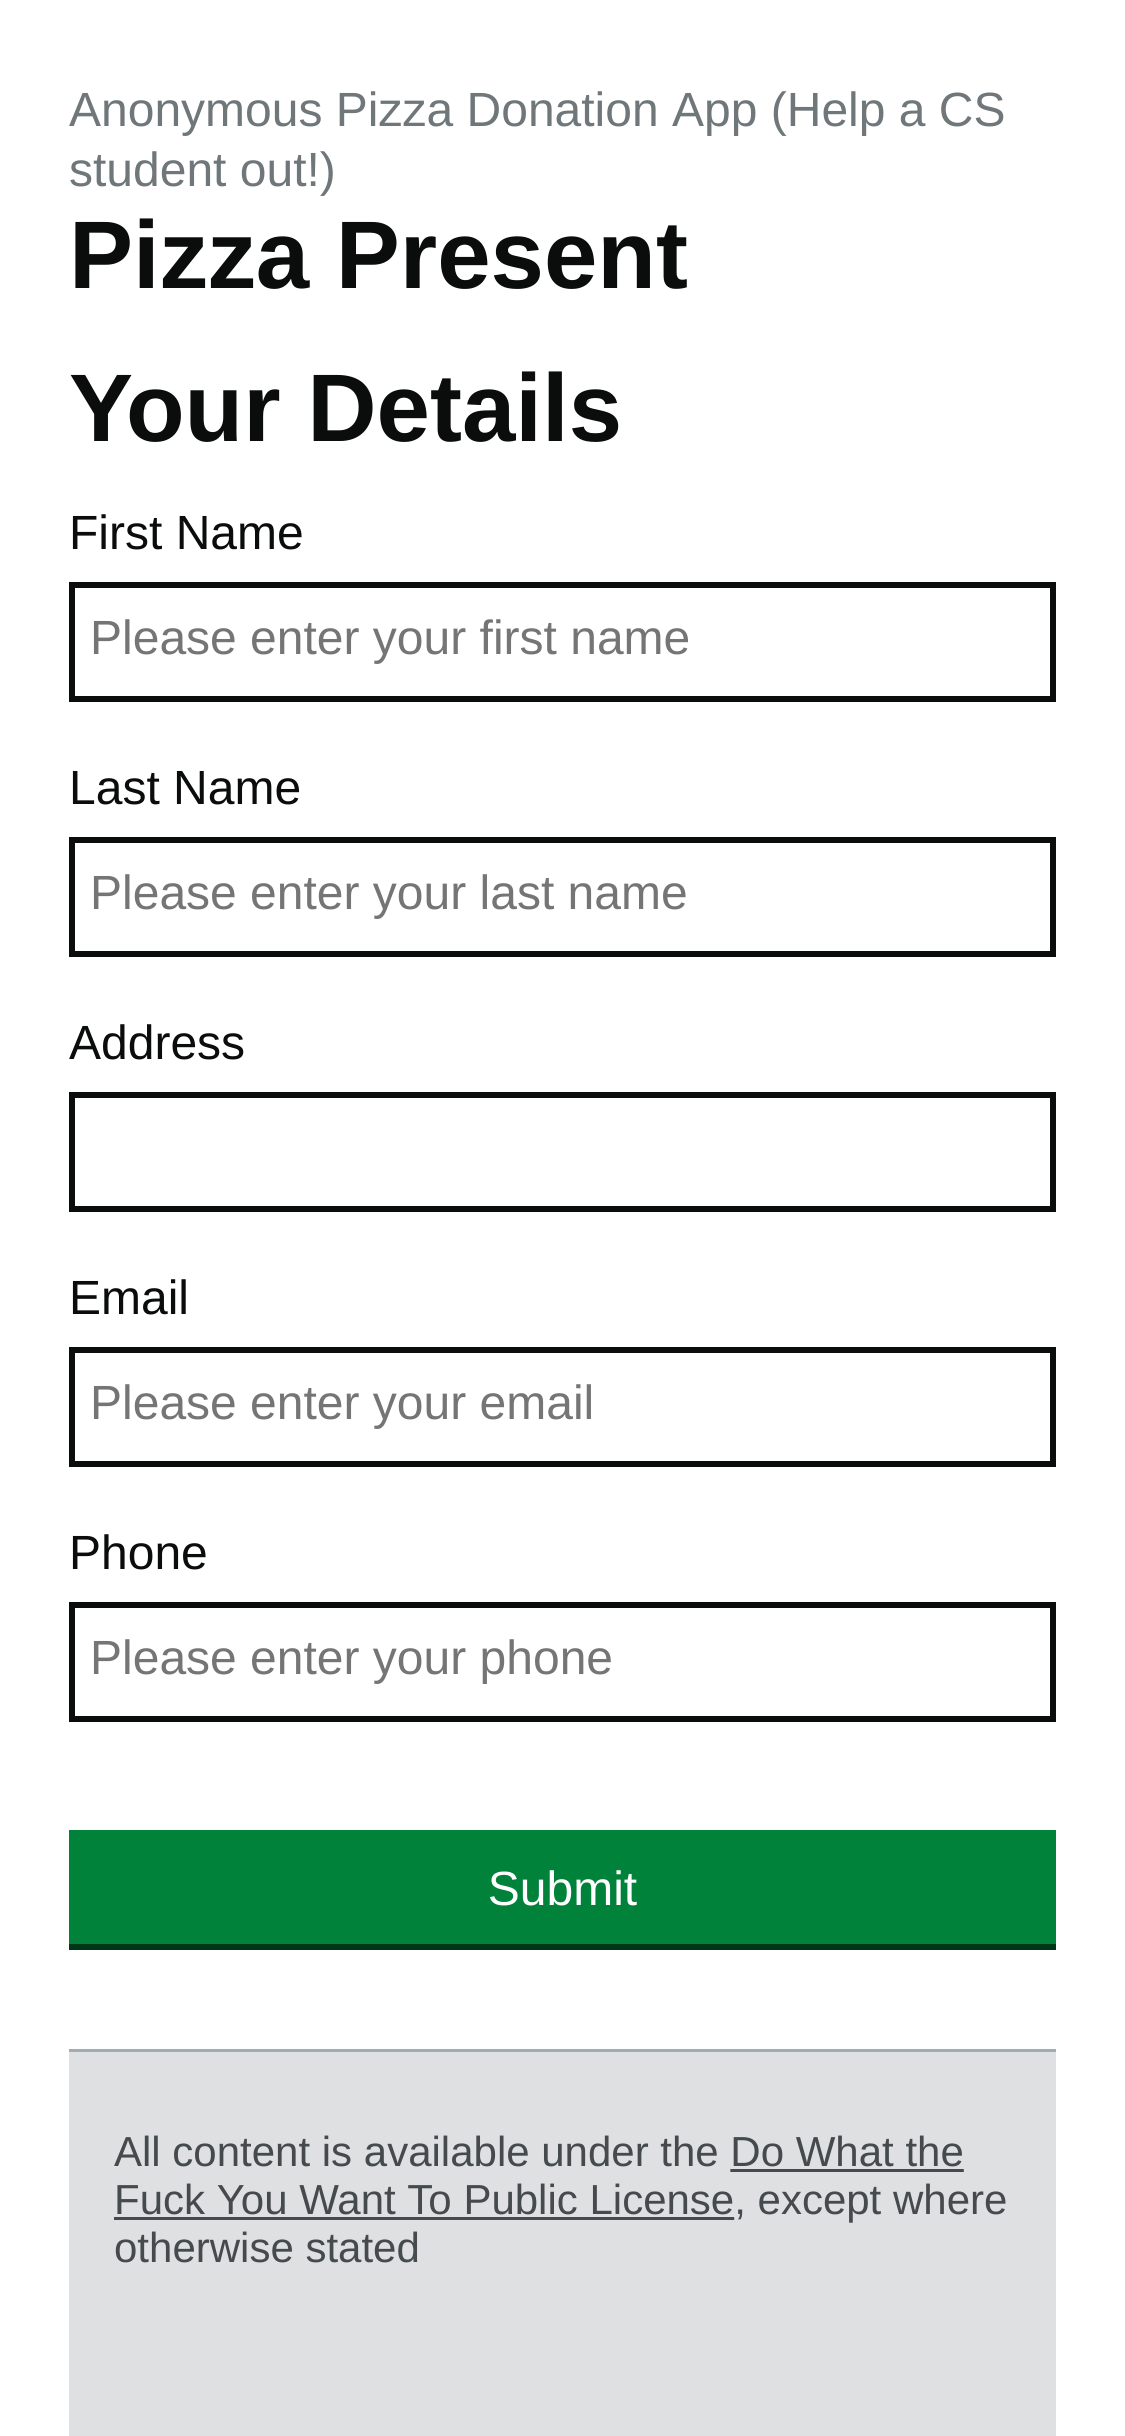 Anonymous Pizza Donation App (Help a CS
student out!)
Pizza Present
Your Details
First Name
Please enter your first name
Last Name
Please enter your last name
Address
Email
Please enter your email
Phone
Please enter your phone
Submit
All content is available under the Do What the
Fuck You Want To Public License, except where
otherwise stated